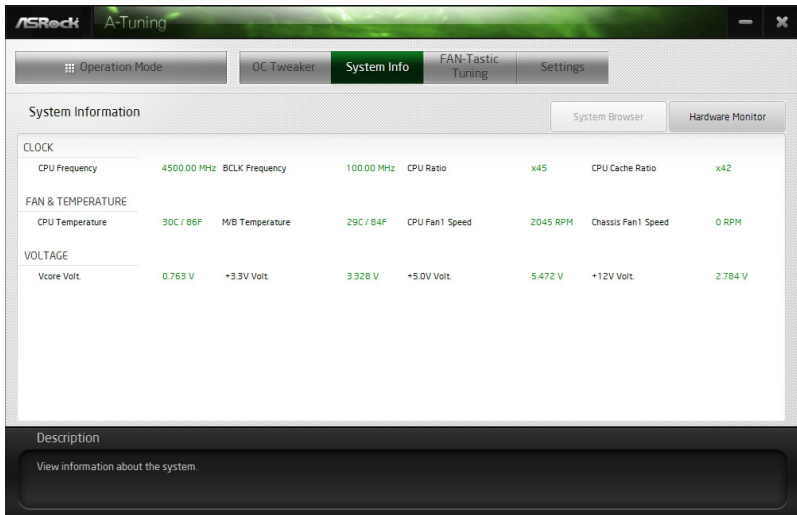 ASRock A-Tuning
Operation Mode OC Tweaker System Info FAN-Tastic Tuning Settings
System Information System Browser Hardware Monitor
CLOCK
CPU Frequency 4500.00 MHz BCLK Frequency 100.00 MHz CPU Ratio x45 CPU Cache Ratio x42
FAN & TEMPERATURE
CPU Temperature 30C / 86F M/B Temperature 29C / 84F CPU Fan1 Speed 2045 RPM Chassis Fan1 Speed 0 RPM
VOLTAGE
Vcore Volt. 0.763 V +3.3V Volt. 3.328 V +5.0V Volt. 5.472 V +12V Volt. 2.784 V
Description
View information about the system.